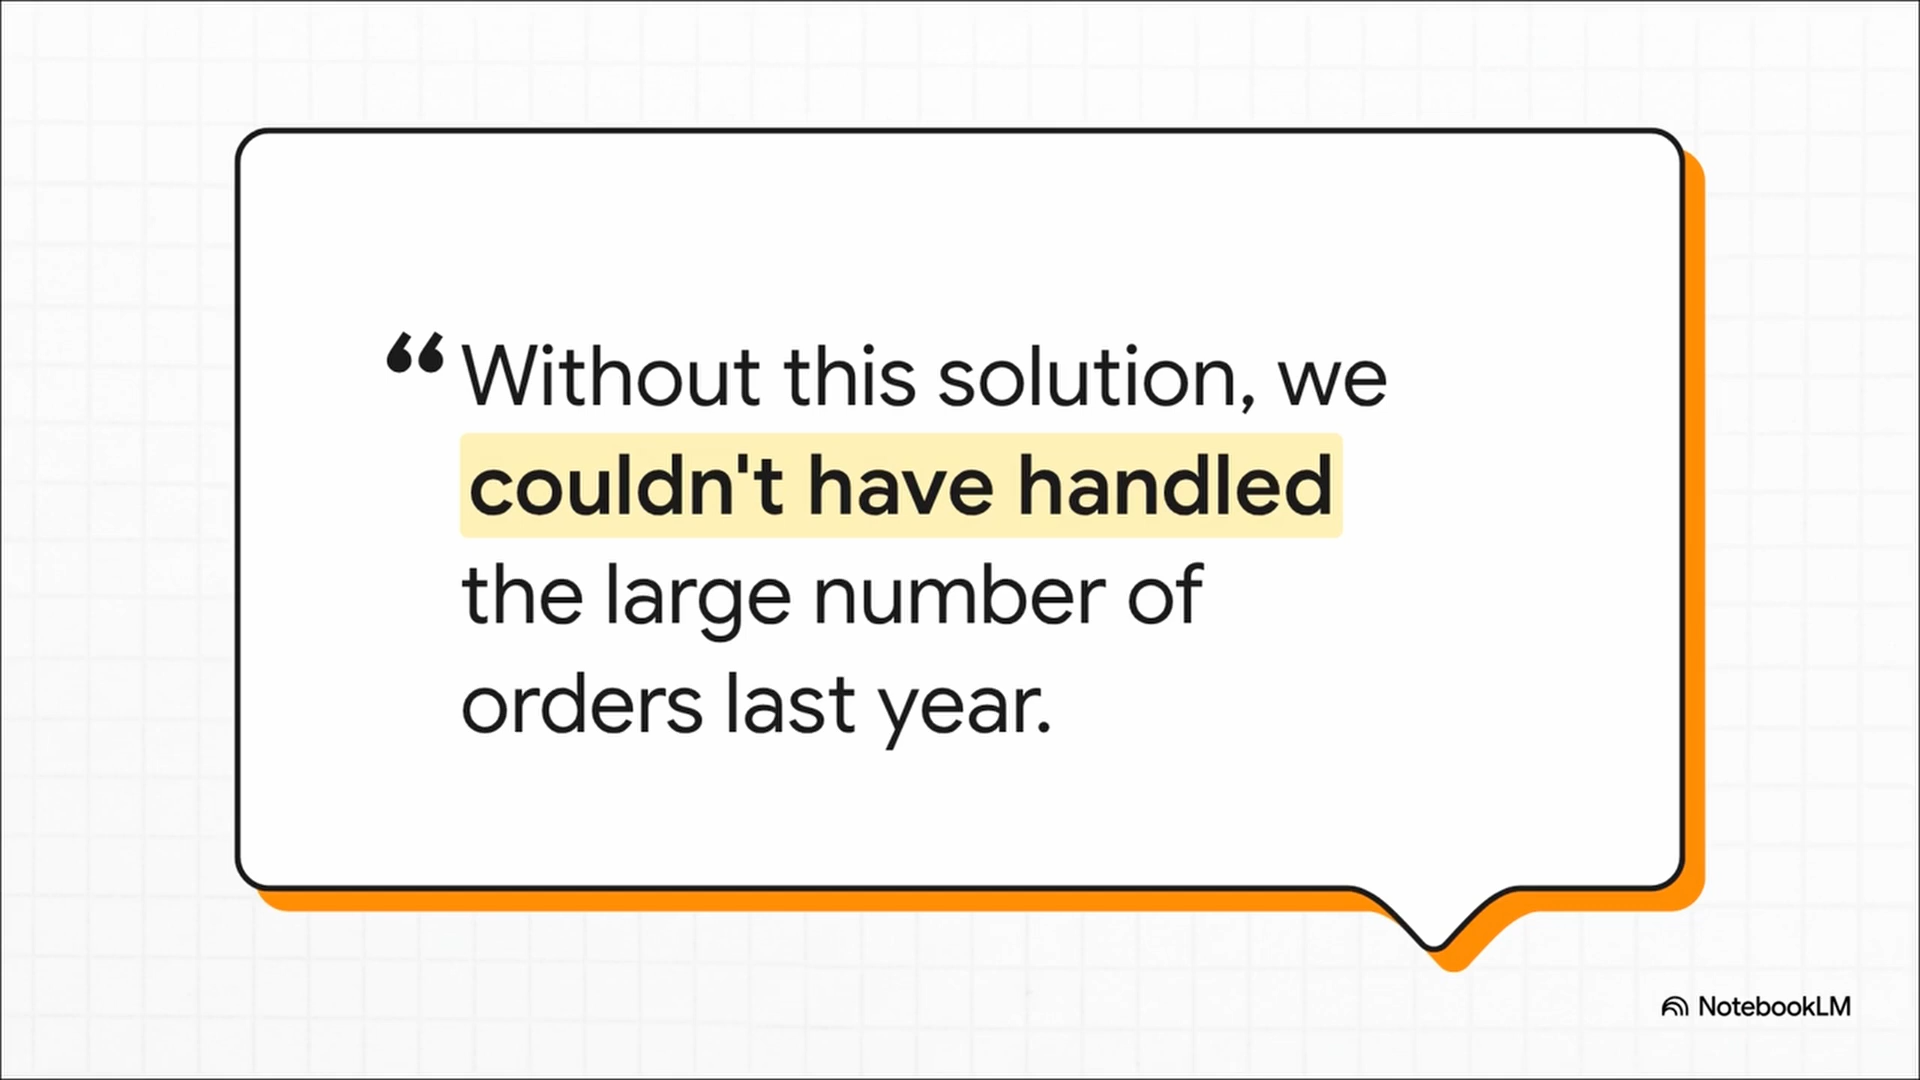 “Without this solution, we
couldn't have handled
the large number of
orders last year.
NotebookLM